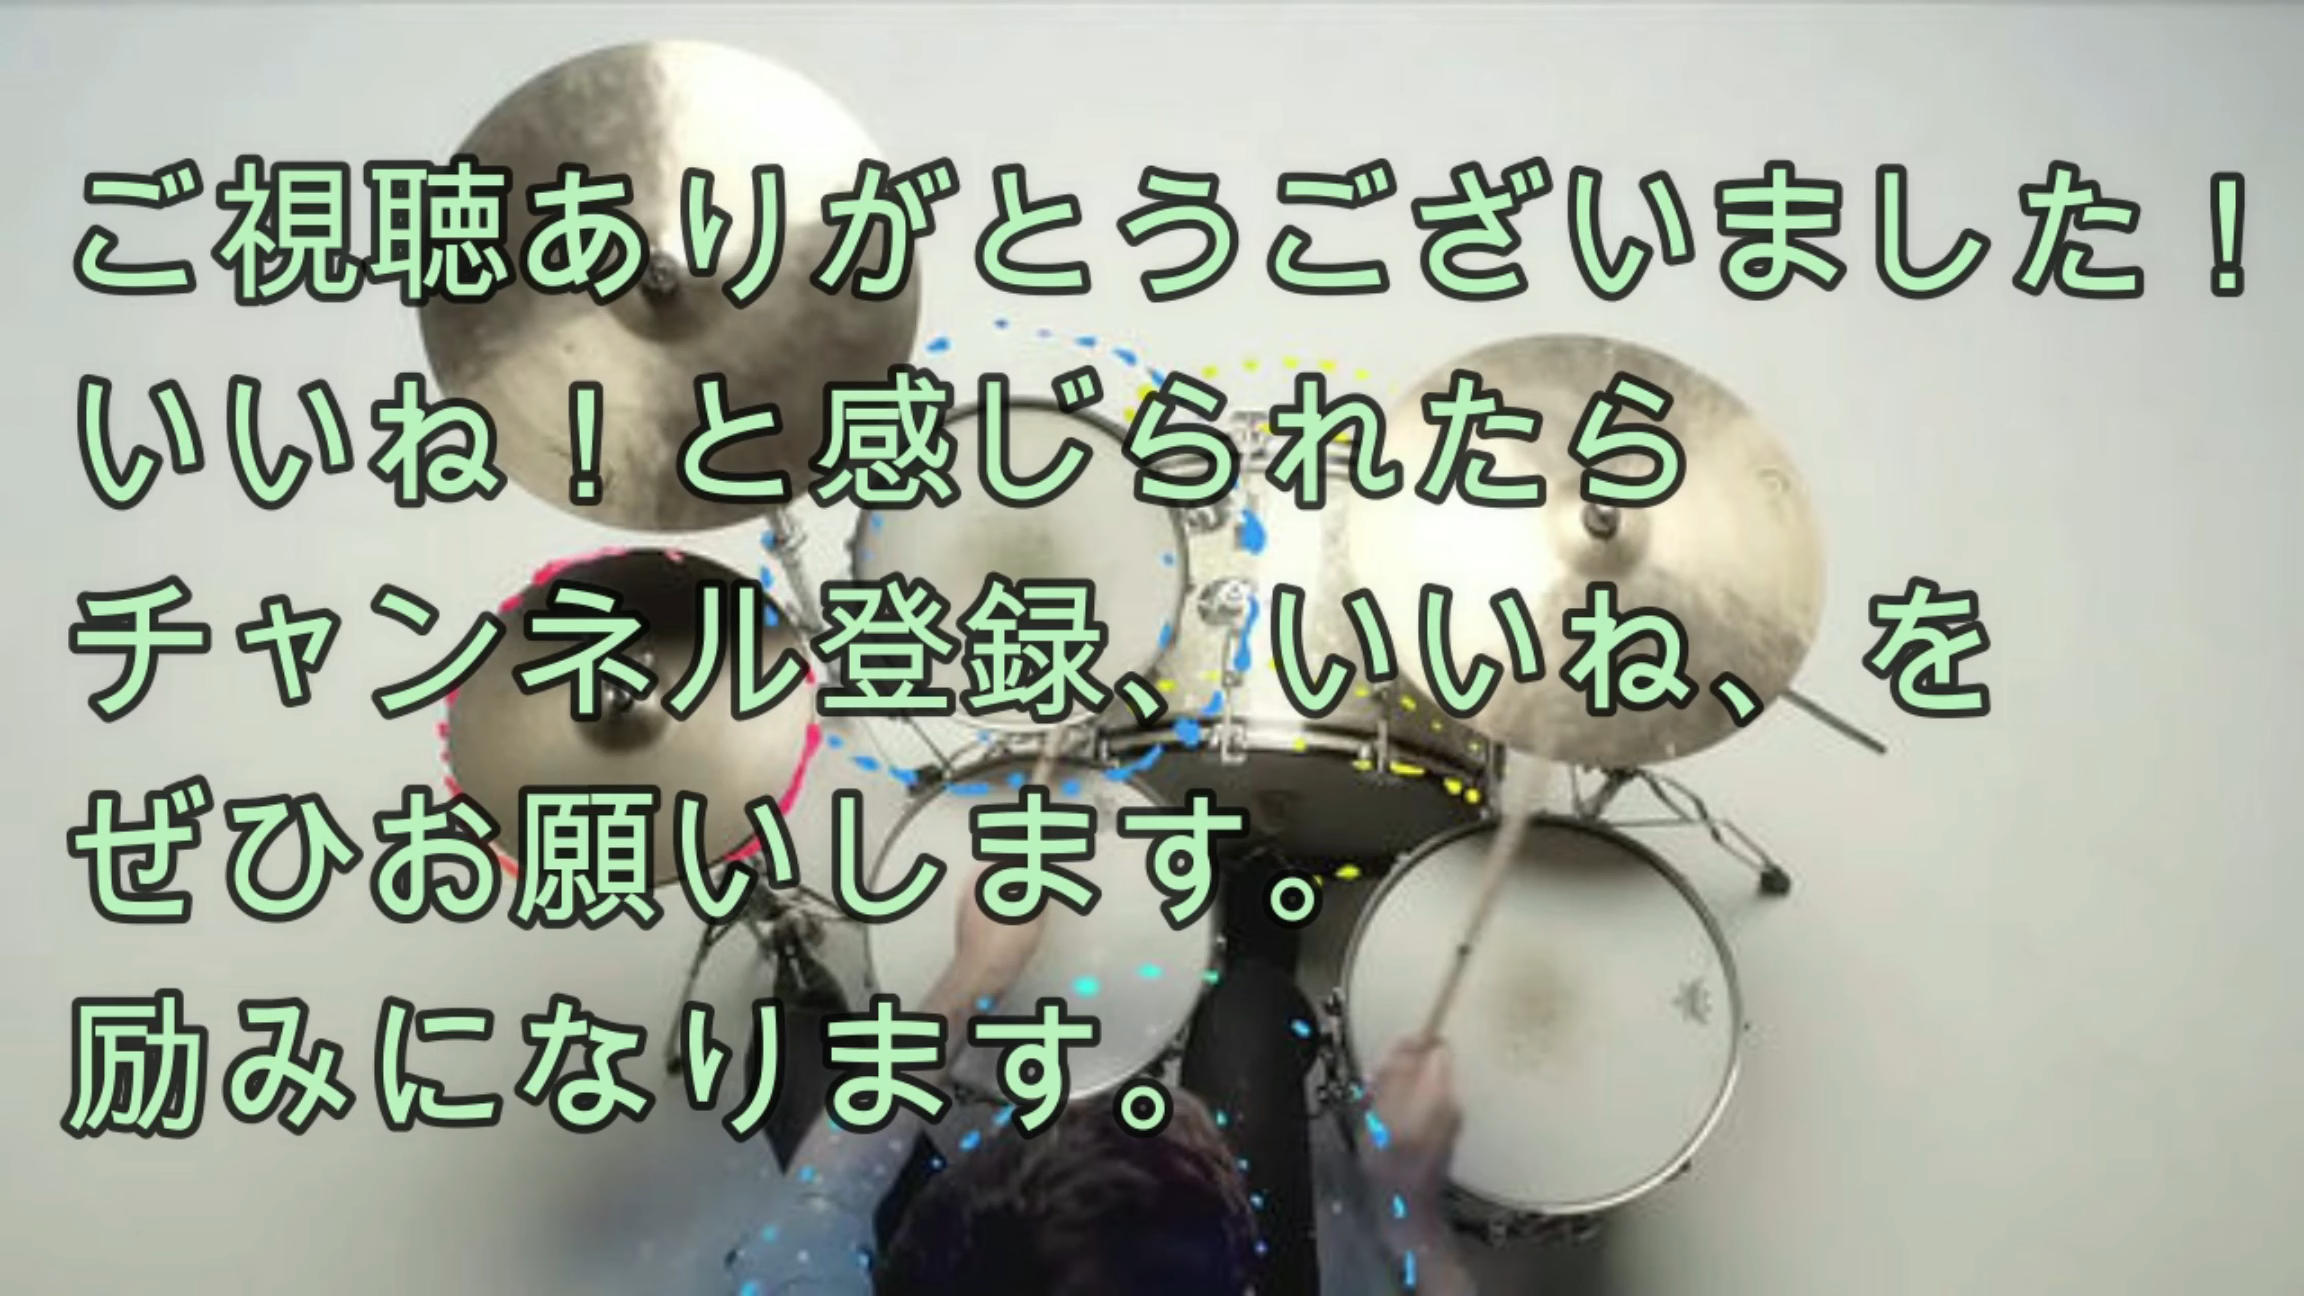 ご視聴ありがとうございました！
いいね！と感じられたら
チャンネル登録、いいね、を
ぜひお願いします。
励みになります。